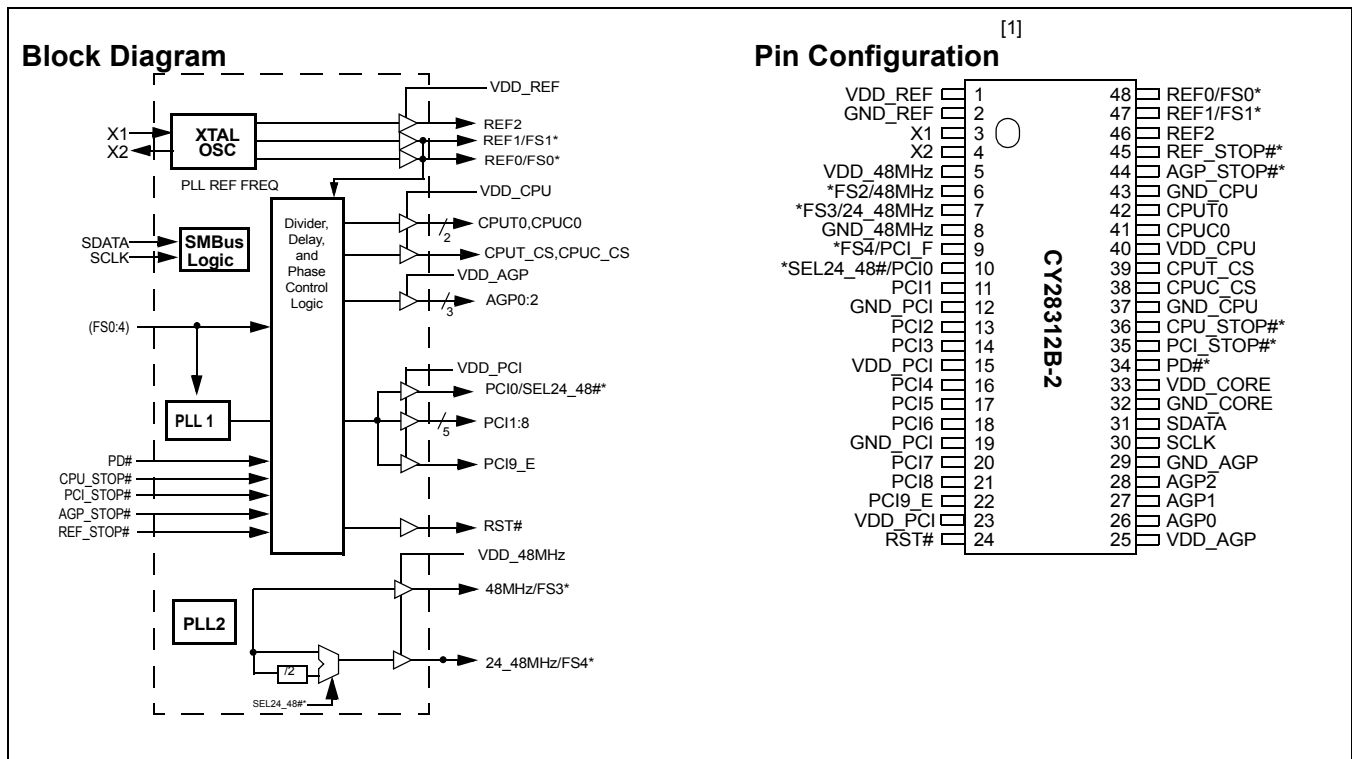 [1]
Block Diagram
VDD_REF
REF2
X1
XTAL
OSC
REF1/FS1*
X2
REF0/FS0*
PLL REF FREQ
VDD_CPU
Divider,
Delay,
and
Phase
Control
Logic
CPUT0,CPUC0
2
SDATA
SCLK
SMBus
Logic
CPUT_CS,CPUC_CS
VDD_AGP
AGP0:2
3
(FS0:4)
VDD_PCI
PCI0/SEL24_48#*
PLL 1
PCI1:8
5
PD#
CPU_STOP#
PCI_STOP#
AGP_STOP#
REF_STOP#
PCI9_E
RST#
VDD_48MHz
48MHz/FS3*
PLL2
24_48MHz/FS4*
/2
SEL24_48#*
Pin Configuration
VDD_REF 1 48 REF0/FS0*
GND_REF 2 47 REF1/FS1*
X1 3 46 REF2
X2 4 45 REF_STOP#*
VDD_48MHz 5 44 AGP_STOP#*
*FS2/48MHz 6 43 GND_CPU
*FS3/24_48MHz 7 42 CPUT0
GND_48MHz 8 41 CPUC0
*FS4/PCI_F 9 40 VDD_CPU
*SEL24_48#/PCI0 10 39 CPUT_CS
PCI1 11 38 CPUC_CS
GND_PCI 12 37 GND_CPU
PCI2 13 36 CPU_STOP#*
PCI3 14 35 PCI_STOP#*
VDD_PCI 15 34 PD#*
PCI4 16 33 VDD_CORE
PCI5 17 32 GND_CORE
PCI6 18 31 SDATA
GND_PCI 19 30 SCLK
PCI7 20 29 GND_AGP
PCI8 21 28 AGP2
PCI9_E 22 27 AGP1
VDD_PCI 23 26 AGP0
RST# 24 25 VDD_AGP
CY28312B-2